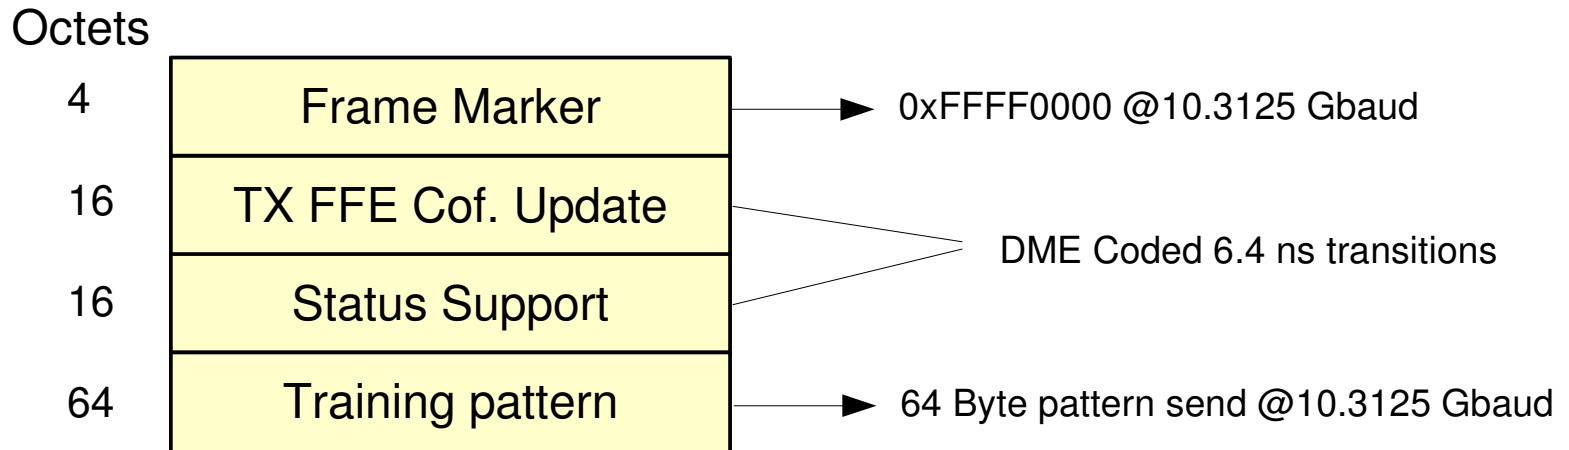 Octets
4 Frame Marker 0xFFFF0000 @10.3125 Gbaud
16 TX FFE Cof. Update
DME Coded 6.4 ns transitions
16 Status Support
64 Training pattern 64 Byte pattern send @10.3125 Gbaud